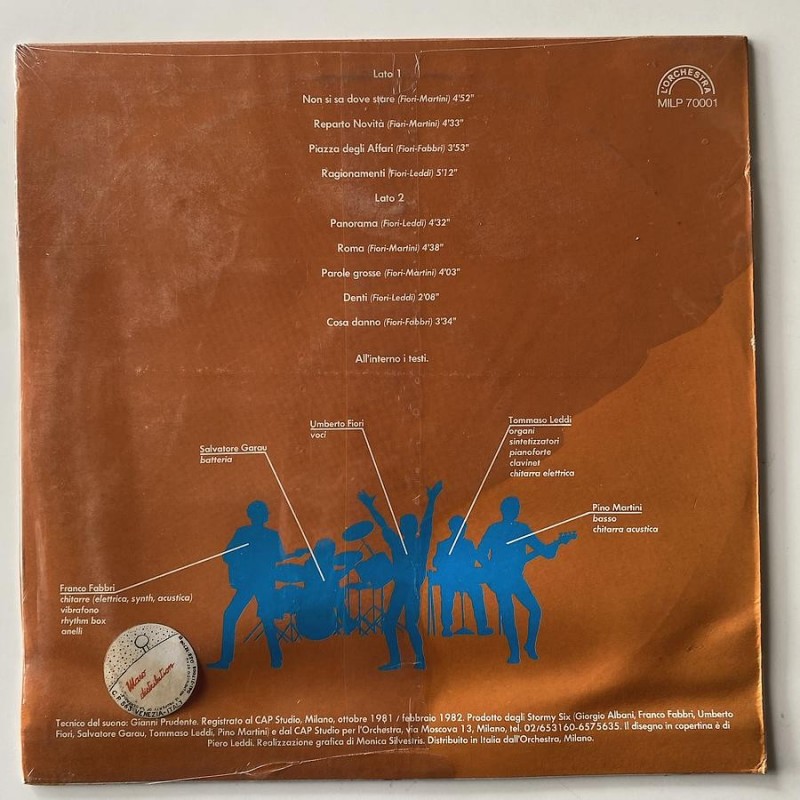 L'ORCHESTRA
MILP 70001
Lato 1
Non si sa dove stare (Fiori-Martini) 4'52"
Reparto Novità (Fiori-Martini) 4'33"
Piazza degli Affari (Fiori-Fabbri) 3'53"
Ragionamenti (Fiori-Leddi) 5'12"
Lato 2
Panorama (Fiori-Leddi) 4'32"
Roma (Fiori-Martini) 4'38"
Parole grosse (Fiori-Martini) 4'03"
Denti (Fiori-Leddi) 2'08"
Cosa danno (Fiori-Fabbri) 3'34"
All'interno i testi.
Salvatore Garau
batteria
Umberto Fiori
voci
Tommaso Leddi
organi
sintetizzatori
pianoforte
clavinet
chitarra elettrica
Pino Martini
basso
chitarra acustica
Franco Fabbri
chitarre (elettrica, synth, acustica)
vibrafono
rhythm box
anelli
distribution
Tecnico del suono: Gianni Prudente. Registrato al CAP Studio, Milano, ottobre 1981 / febbraio 1982. Prodotto dagli Stormy Six (Giorgio Albani, Franco Fabbri, Umberto
Fiori, Salvatore Garau, Tommaso Leddi, Pino Martini) e dal CAP Studio per l'Orchestra, via Moscova 13, Milano, tel. 02/653160-6575635. Il disegno in copertina è di
Piero Leddi. Realizzazione grafica di Monica Silvestris. Distribuito in Italia dall'Orchestra, Milano.